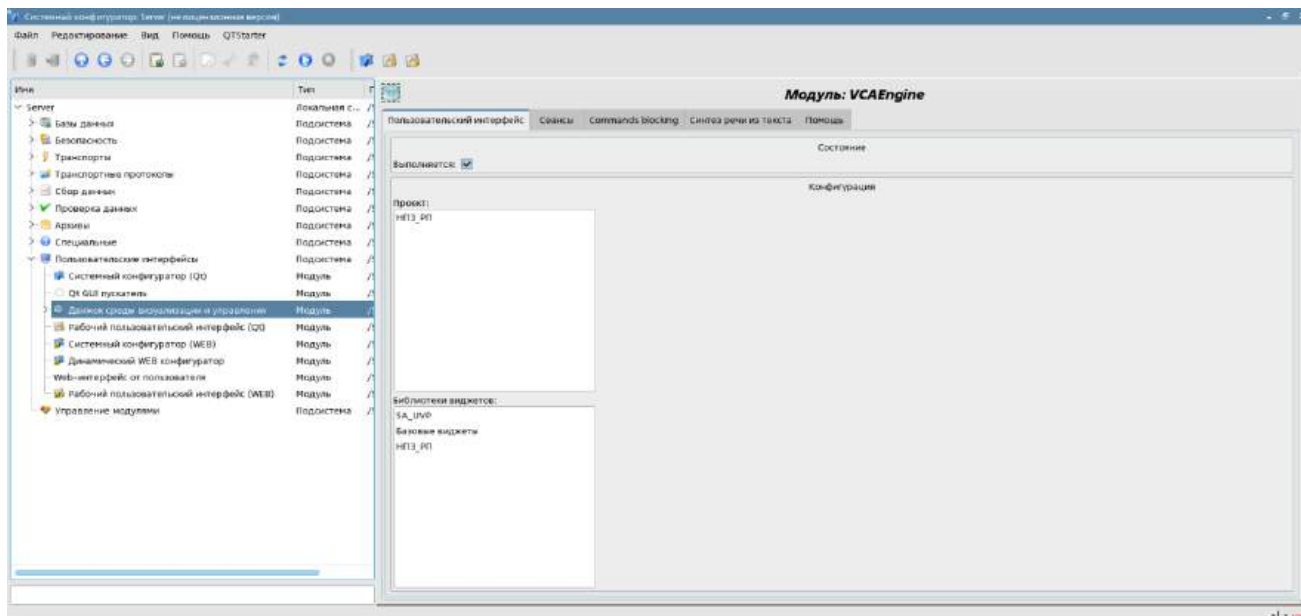 Системный конфигуратор: Server (не лицензионная версия)
Файл Редактирование Вид Помощь QTStarter
Имя Тип П
Server Локальная с... /
Базы данных Подсистема /
Безопасность Подсистема /
Транспорты Подсистема /
Транспортные протоколы Подсистема /
Сбор данных Подсистема /
Проверка данных Подсистема /
Архивы Подсистема /
Специальные Подсистема /
Пользовательские интерфейсы Подсистема /
Системный конфигуратор (Qt) Модуль /
Qt GUI пускатель Модуль /
Движок среды визуализации и управления Модуль /
Рабочий пользовательский интерфейс (Qt) Модуль /
Системный конфигуратор (WEB) Модуль /
Динамический WEB конфигуратор Модуль /
Web-интерфейс от пользователя Модуль /
Рабочий пользовательский интерфейс (WEB) Модуль /
Управление модулями Подсистема /
Модуль: VCAEngine
Пользовательский интерфейс Сеансы Commands blocking Синтез речи из текста Помощь
Состояние
Выполняется:
Конфигурация
Проект:
НПЗ_РП
Библиотеки виджетов:
SA_UVP
Базовые виджеты
НПЗ_РП